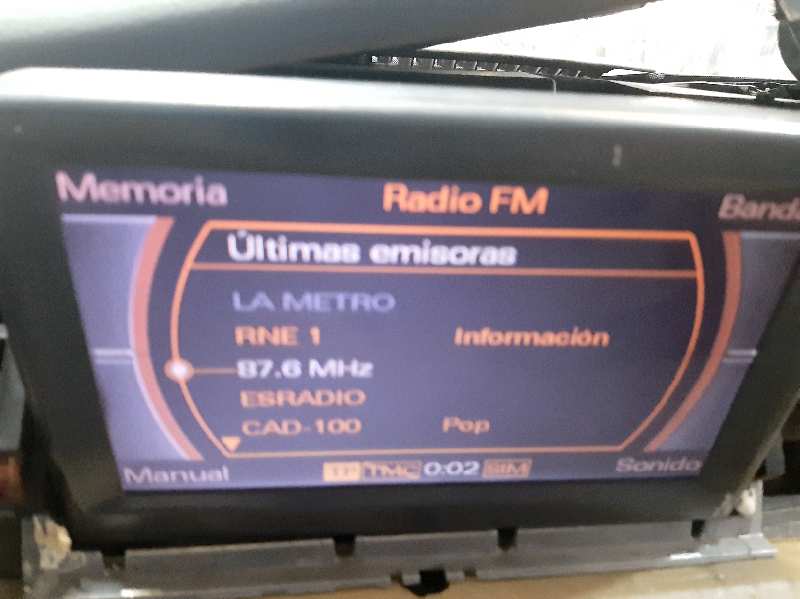 Memoria Radio FM Banda
Últimas emisoras
LA METRO
RNE 1 Información
87.6 MHz
ESRADIO
CAD-100 Pop
Manual TP TMC 0:02 SIM Sonido